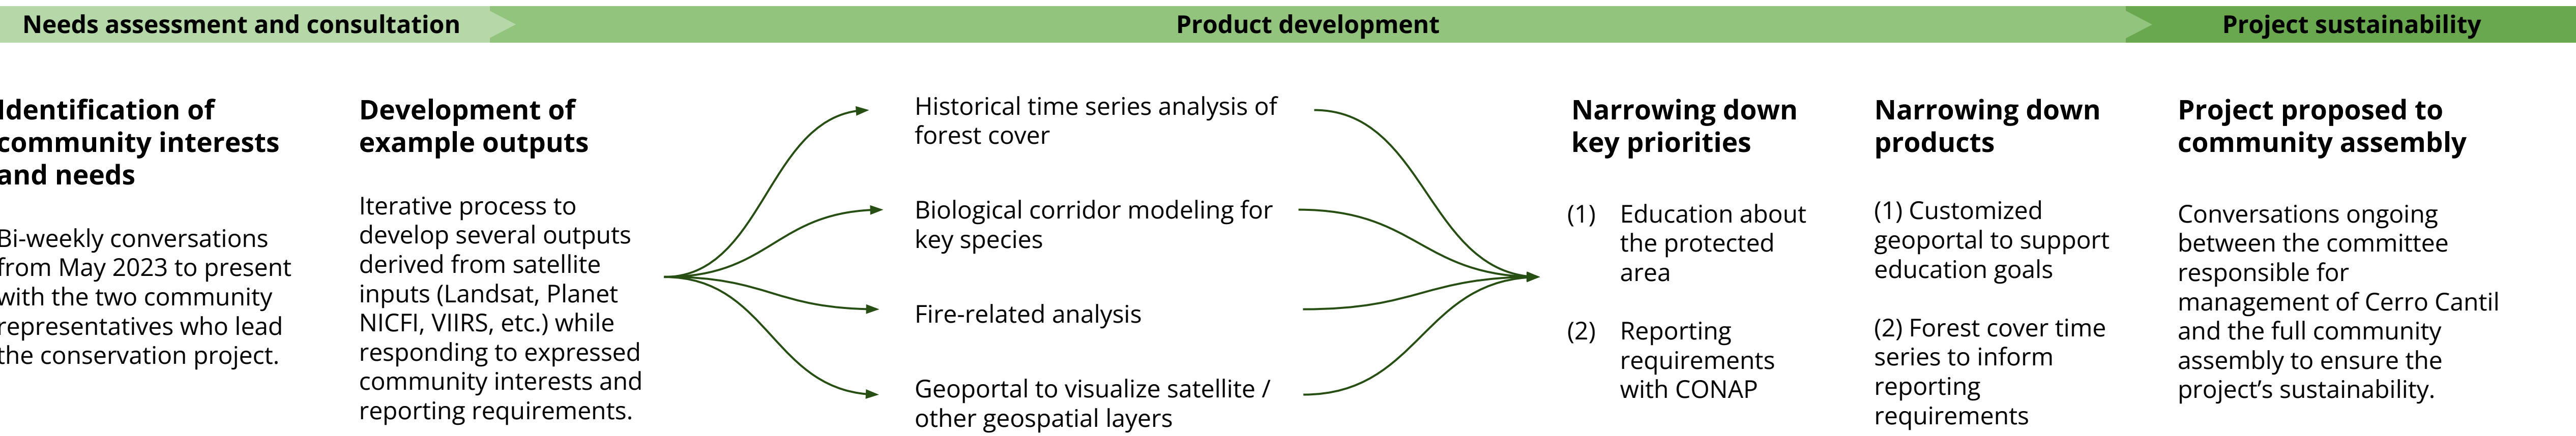 Needs assessment and consultation
Product development
Project sustainability
Identification of
community interests
and needs
Bi-weekly conversations
from May 2023 to present
with the two community
representatives who lead
the conservation project.
Development of
example outputs
Iterative process to
develop several outputs
derived from satellite
inputs (Landsat, Planet
NICFI, VIIRS, etc.) while
responding to expressed
community interests and
reporting requirements.
Historical time series analysis of
forest cover
Biological corridor modeling for
key species
Fire-related analysis
Geoportal to visualize satellite /
other geospatial layers
Narrowing down
key priorities
(1) Education about
the protected
area
(2) Reporting
requirements
with CONAP
Narrowing down
products
(1) Customized
geoportal to support
education goals
(2) Forest cover time
series to inform
reporting
requirements
Project proposed to
community assembly
Conversations ongoing
between the committee
responsible for
management of Cerro Cantil
and the full community
assembly to ensure the
project’s sustainability.